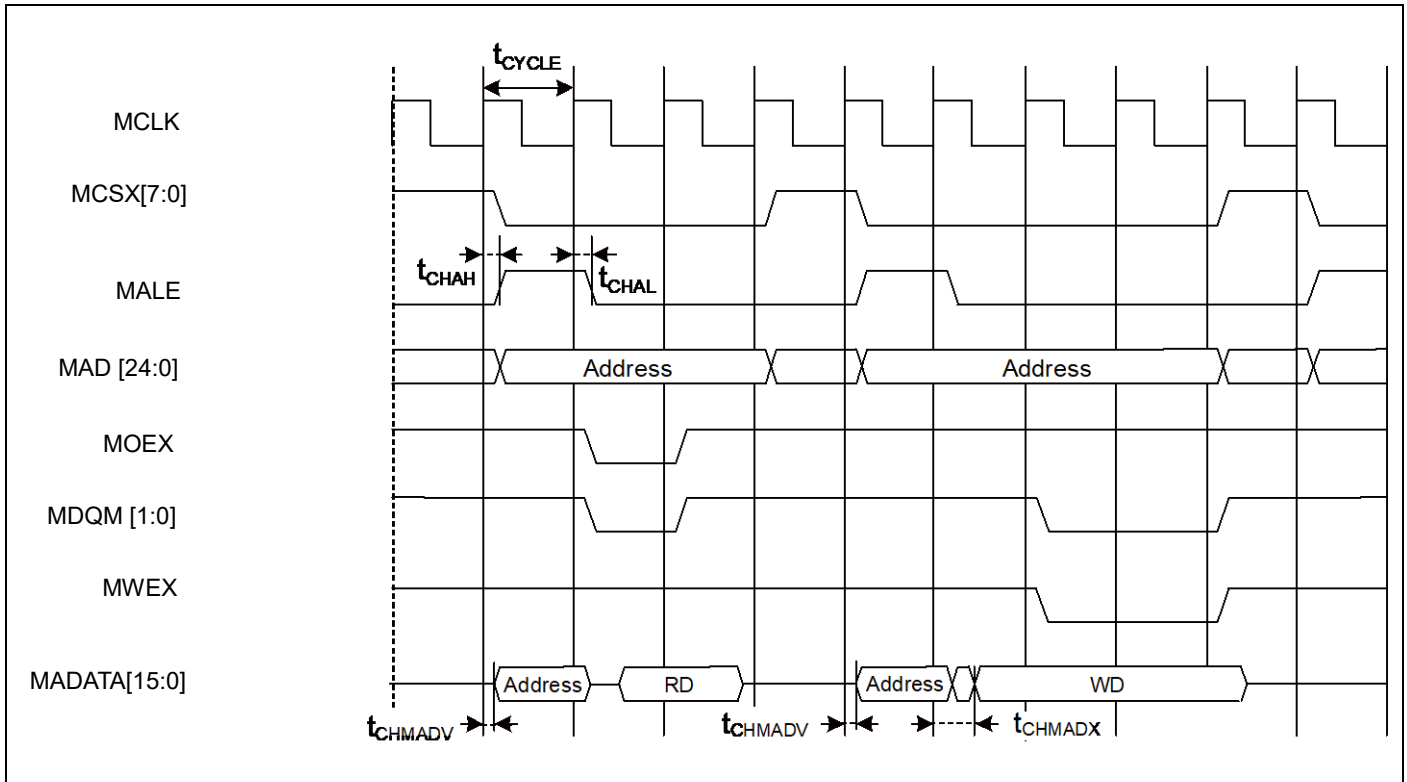 tCYCLE
MCLK
MCSX[7:0]
tCHAH
tCHAL
MALE
MAD [24:0]
Address
Address
MOEX
MDQM [1:0]
MWEX
MADATA[15:0]
Address
RD
Address
WD
tCHMADV
tCHMADV
tCHMADX